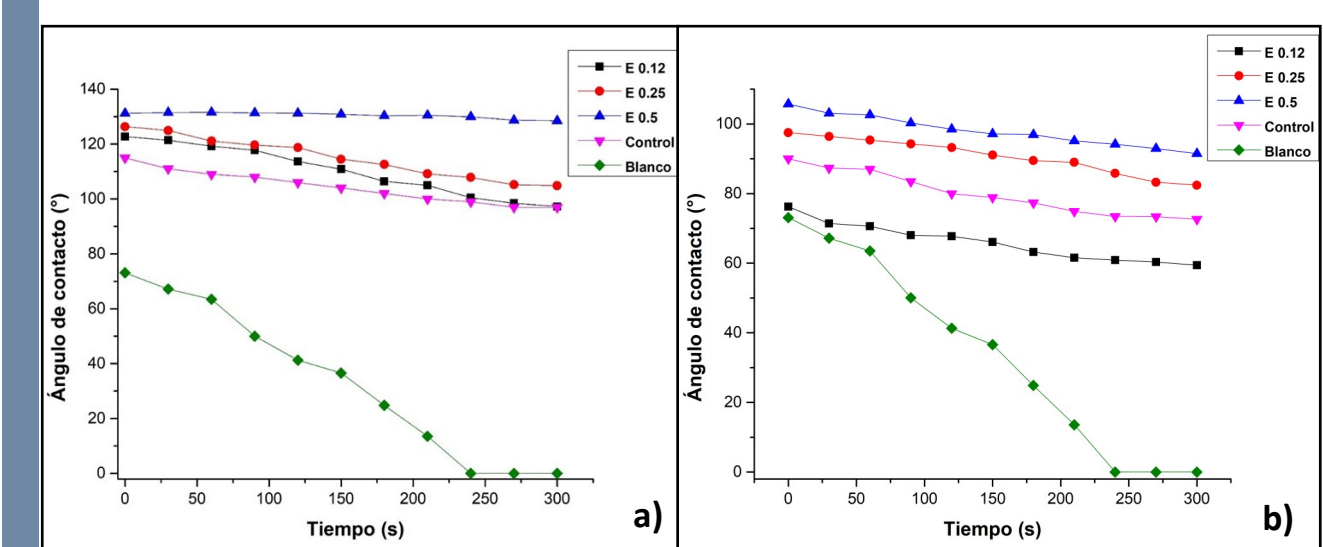 E 0.12
E 0.25
E 0.5
Control
Blanco
140
120
100
80
60
40
20
0
Ángulo de contacto (°)
0 50 100 150 200 250 300
Tiempo (s)
a)
E 0.12
E 0.25
E 0.5
Control
Blanco
100
80
60
40
20
0
Ángulo de contacto (°)
0 50 100 150 200 250 300
Tiempo (s)
b)